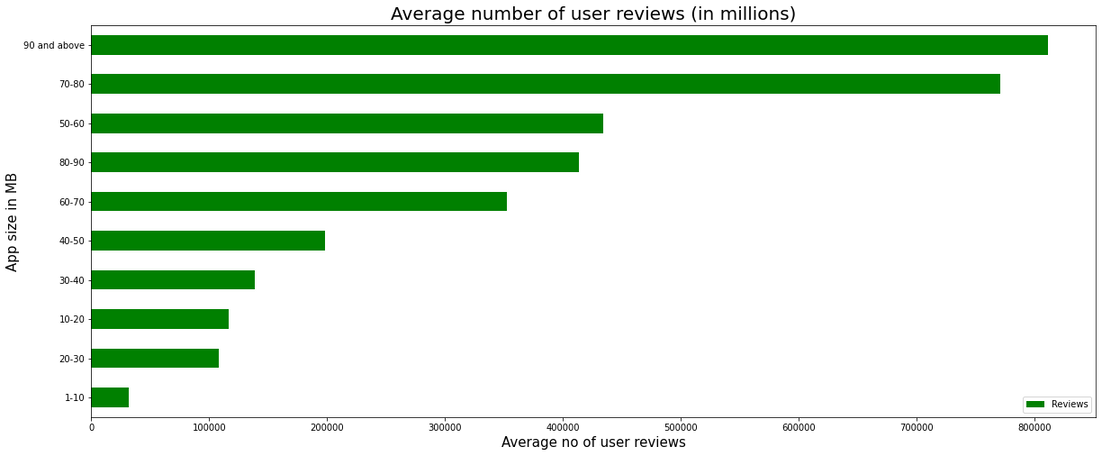 Average number of user reviews (in millions)
App size in MB
90 and above
70-80
50-60
80-90
60-70
40-50
30-40
10-20
20-30
1-10
Reviews
0 100000 200000 300000 400000 500000 600000 700000 800000
Average no of user reviews